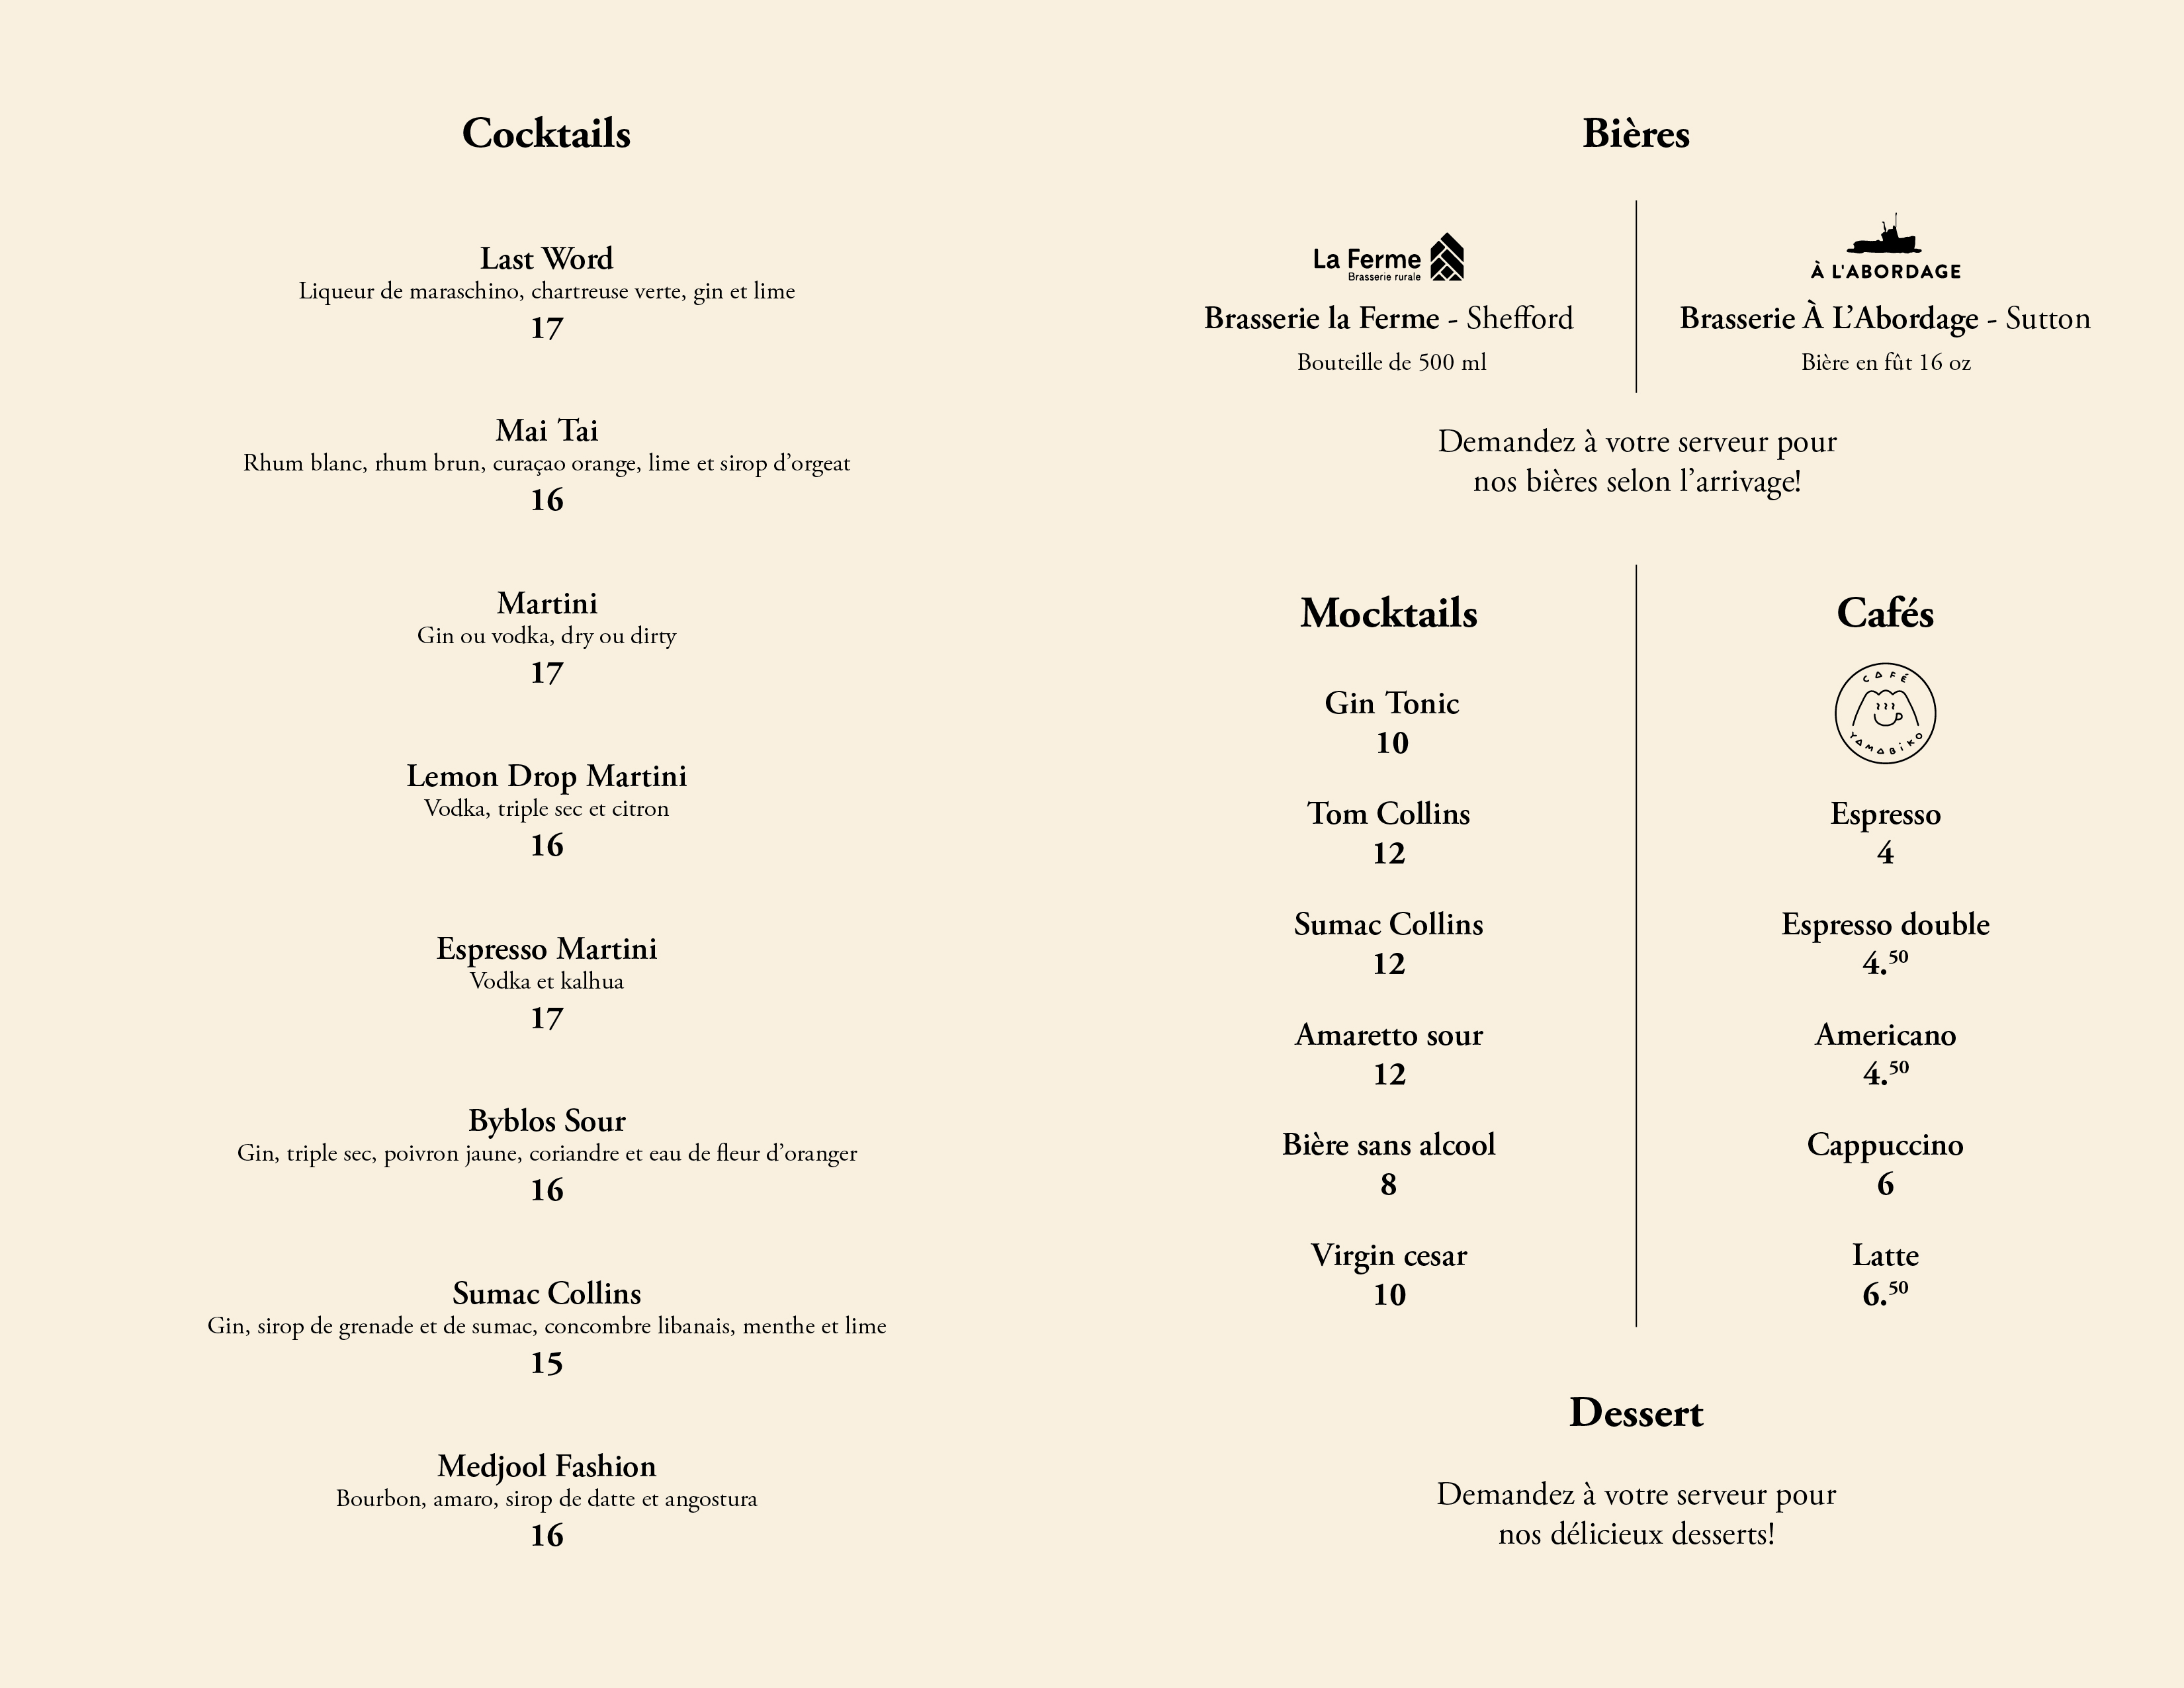 Cocktails
Last Word
Liqueur de maraschino, chartreuse verte, gin et lime
17
Mai Tai
Rhum blanc, rhum brun, curaçao orange, lime et sirop d’orgeat
16
Martini
Gin ou vodka, dry ou dirty
17
Lemon Drop Martini
Vodka, triple sec et citron
16
Espresso Martini
Vodka et kalhua
17
Byblos Sour
Gin, triple sec, poivron jaune, coriandre et eau de fleur d’oranger
16
Sumac Collins
Gin, sirop de grenade et de sumac, concombre libanais, menthe et lime
15
Medjool Fashion
Bourbon, amaro, sirop de datte et angostura
16
Bières
La Ferme
Brasserie rurale
Brasserie la Ferme - Shefford
Bouteille de 500 ml
À L'ABORDAGE
Brasserie À L’Abordage - Sutton
Bière en fût 16 oz
Demandez à votre serveur pour
nos bières selon l’arrivage!
Mocktails
Gin Tonic
10
Tom Collins
12
Sumac Collins
12
Amaretto sour
12
Bière sans alcool
8
Virgin cesar
10
Cafés
CAFÉ
YAMABiKO
Espresso
4
Espresso double
4.50
Americano
4.50
Cappuccino
6
Latte
6.50
Dessert
Demandez à votre serveur pour
nos délicieux desserts!